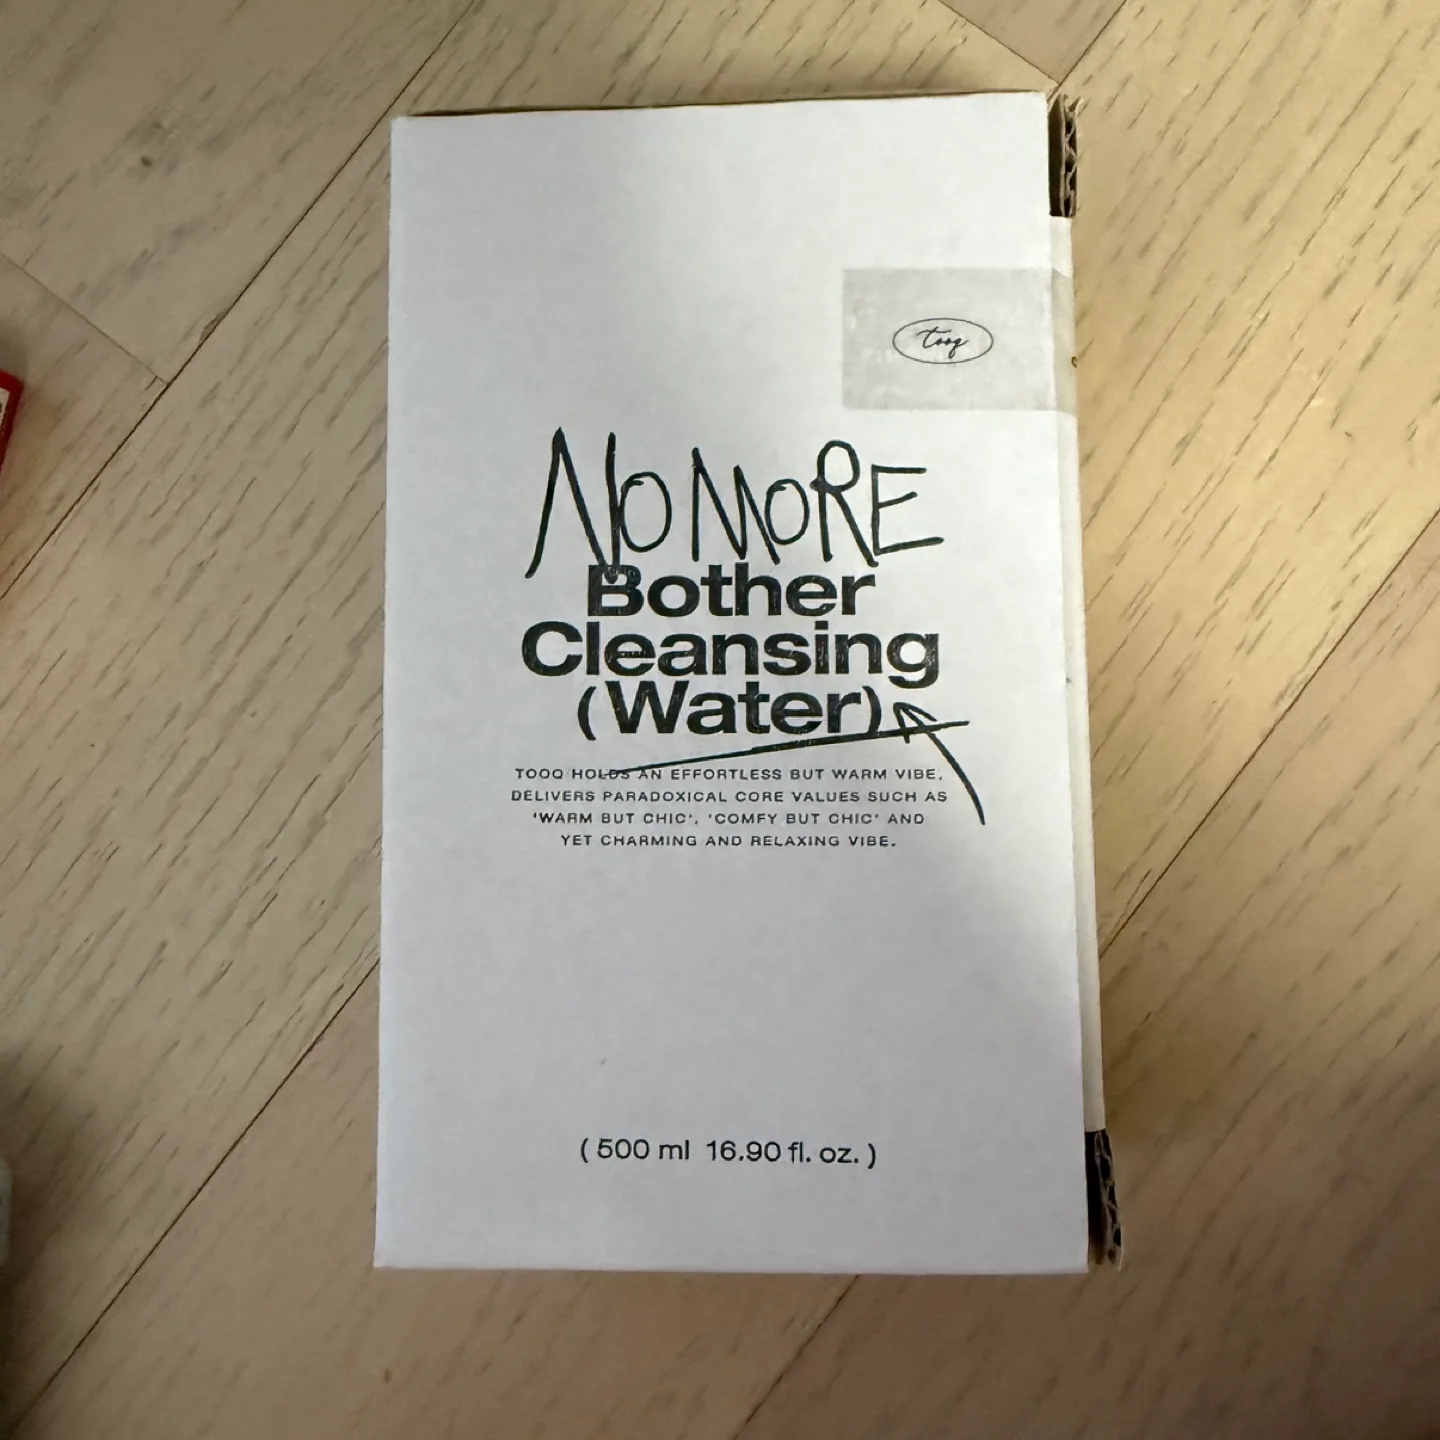 tooq
NO MORE
Bother
Cleansing
(Water)
TOOQ HOLDS AN EFFORTLESS BUT WARM VIBE,
DELIVERS PARADOXICAL CORE VALUES SUCH AS
'WARM BUT CHIC', 'COMFY BUT CHIC' AND
YET CHARMING AND RELAXING VIBE.
( 500 ml 16.90 fl. oz. )